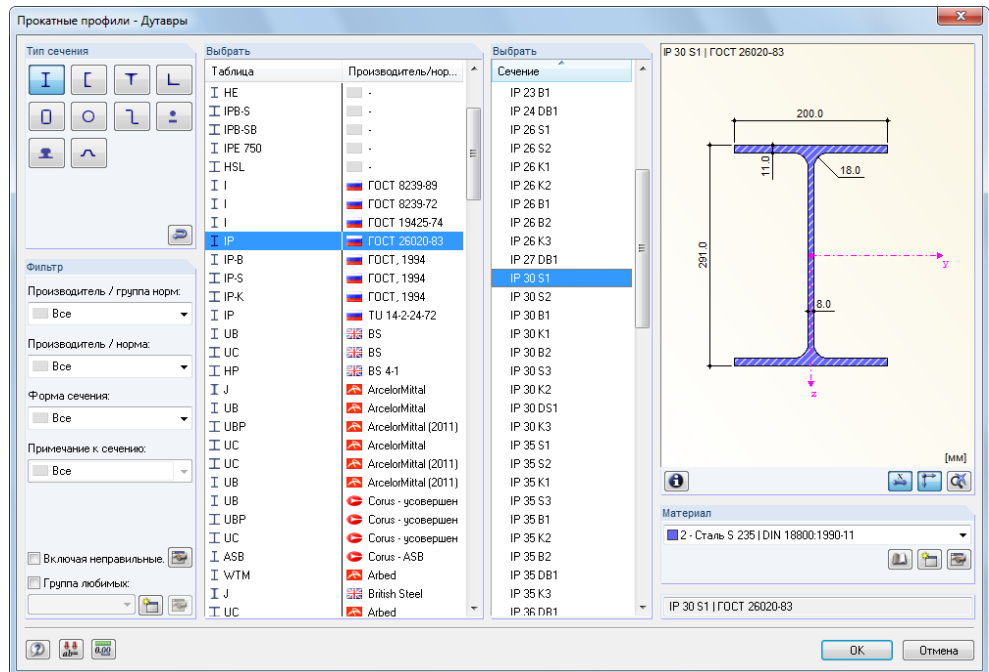 Прокатные профили - Дутавры
Тип сечения
Фильтр
Производитель / группа норм:
Все
Производитель / норма:
Все
Форма сечения:
Все
Примечание к сечению:
Все
Включая неправильные.
Группа любимых:
Выбрать
Таблица Производитель/нор...
HE -
IPB-S -
IPB-SB -
IPE 750 -
HSL -
I ГОСТ 8239-89
I ГОСТ 8239-72
I ГОСТ 19425-74
IP ГОСТ 26020-83
IP-B ГОСТ, 1994
IP-S ГОСТ, 1994
IP-K ГОСТ, 1994
IP TU 14-2-24-72
UB BS
UC BS
HP BS 4-1
J ArcelorMittal
UB ArcelorMittal
UBP ArcelorMittal (2011)
UC ArcelorMittal
UC ArcelorMittal (2011)
UB ArcelorMittal (2011)
UB Corus - усовершен
UBP Corus - усовершен
UC Corus - усовершен
ASB Corus - ASB
WTM Arbed
J British Steel
UC Arbed
Выбрать
Сечение
IP 23 B1
IP 24 DB1
IP 26 S1
IP 26 S2
IP 26 K1
IP 26 K2
IP 26 B1
IP 26 B2
IP 26 K3
IP 27 DB1
IP 30 S1
IP 30 S2
IP 30 B1
IP 30 K1
IP 30 B2
IP 30 S3
IP 30 K2
IP 30 DS1
IP 30 K3
IP 35 S1
IP 35 S2
IP 35 K1
IP 35 S3
IP 35 B1
IP 35 K2
IP 35 B2
IP 35 DB1
IP 35 K3
IP 36 DB1
IP 30 S1 | ГОСТ 26020-83
200.0
11.0
18.0
291.0
y
8.0
z
[мм]
Материал
2 - Сталь S 235 | DIN 18800:1990-11
IP 30 S1 | ГОСТ 26020-83
0,00
OK
Отмена